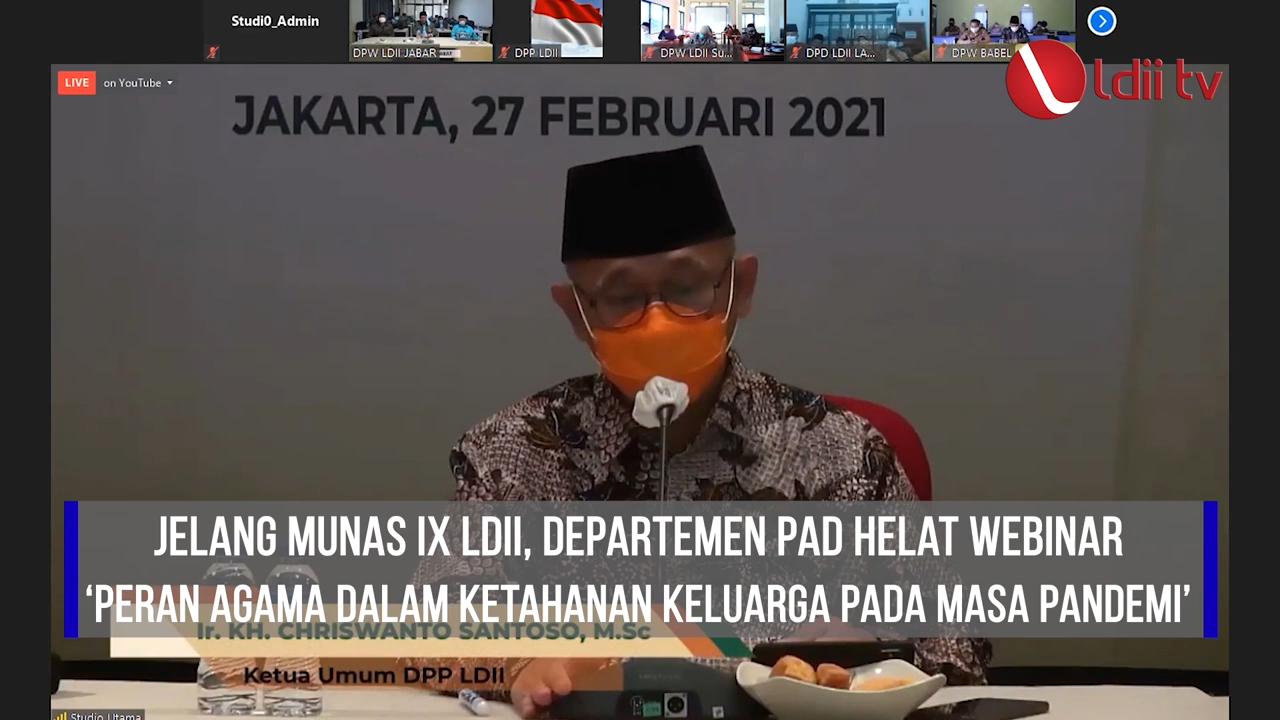 Studi0_Admin
DPW LDII JABAR
DPP LDII
DPW LDII Su...
DPD LDII LA...
DPW BABEL
ldii tv
LIVE on YouTube
JAKARTA, 27 FEBRUARI 2021
JELANG MUNAS IX LDII, DEPARTEMEN PAD HELAT WEBINAR
‘PERAN AGAMA DALAM KETAHANAN KELUARGA PADA MASA PANDEMI’
Ir. KH. CHRISWANTO SANTOSO, M.Sc
Ketua Umum DPP LDII
Studio Utama